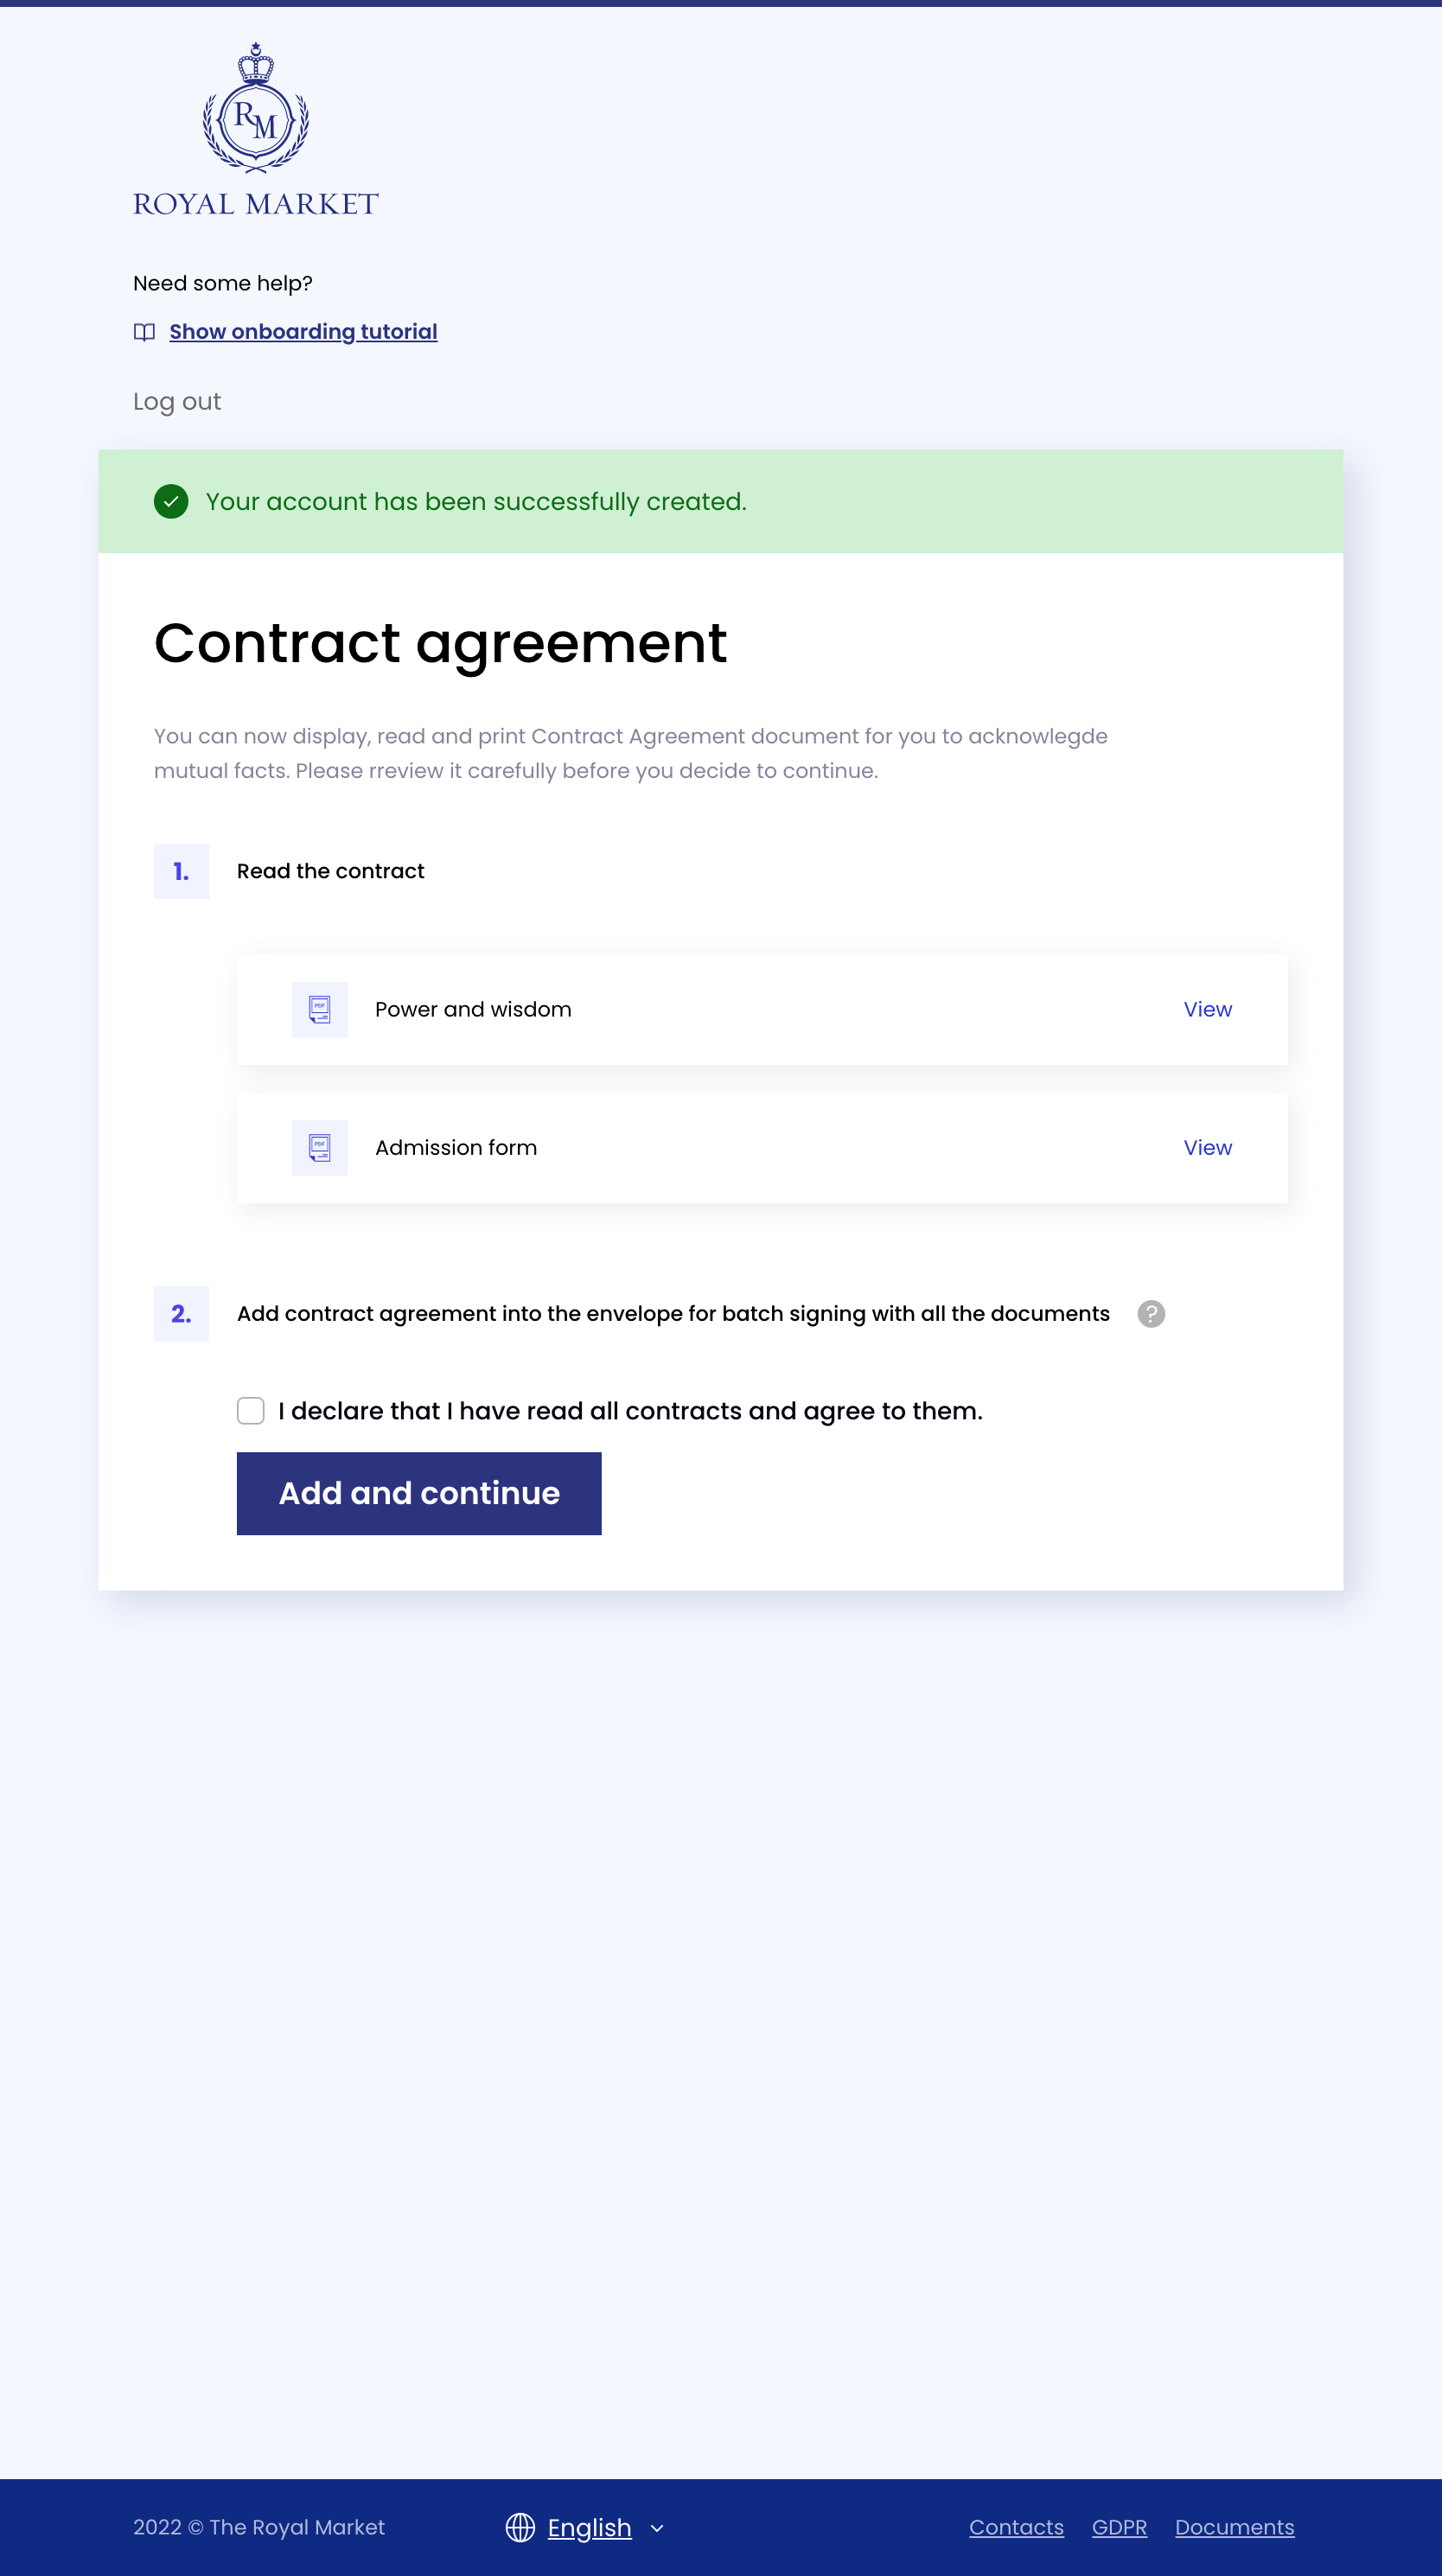 RM
ROYAL MARKET
Need some help?
Show onboarding tutorial
Log out
Your account has been successfully created.
Contract agreement
You can now display, read and print Contract Agreement document for you to acknowlegde
mutual facts. Please rreview it carefully before you decide to continue.
1. Read the contract
PDF Power and wisdom View
PDF Admission form View
2. Add contract agreement into the envelope for batch signing with all the documents ?
I declare that I have read all contracts and agree to them.
Add and continue
2022 © The Royal Market English Contacts GDPR Documents